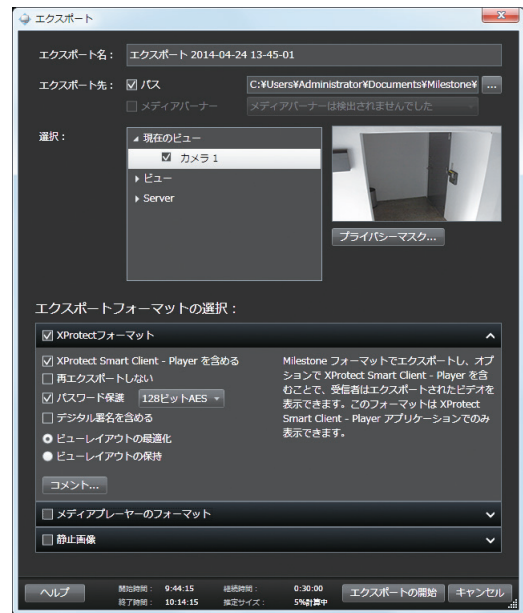 エクスポート
エクスポート名： エクスポート 2014-04-24 13-45-01
エクスポート先： パス C:¥Users¥Administrator¥Documents¥Milestone¥ ...
メディアバーナー メディアバーナーは検出されませんでした
選択： 現在のビュー
カメラ 1
ビュー
Server
プライバシーマスク...
エクスポートフォーマットの選択：
XProtectフォーマット
XProtect Smart Client - Player を含める
再エクスポートしない
パスワード保護 128ビットAES
デジタル署名を含める
ビューレイアウトの最適化
ビューレイアウトの保持
コメント...
Milestone フォーマットでエクスポートし、オプ
ションで XProtect Smart Client - Player を含
むことで、受信者はエクスポートされたビデオを
表示できます。このフォーマットは XProtect
Smart Client - Player アプリケーションでのみ
表示できます。
メディアプレーヤーのフォーマット
静止画像
ヘルプ
開始時間： 9:44:15 継続時間： 0:30:00
終了時間： 10:14:15 推定サイズ： 5%計算中
エクスポートの開始 キャンセル